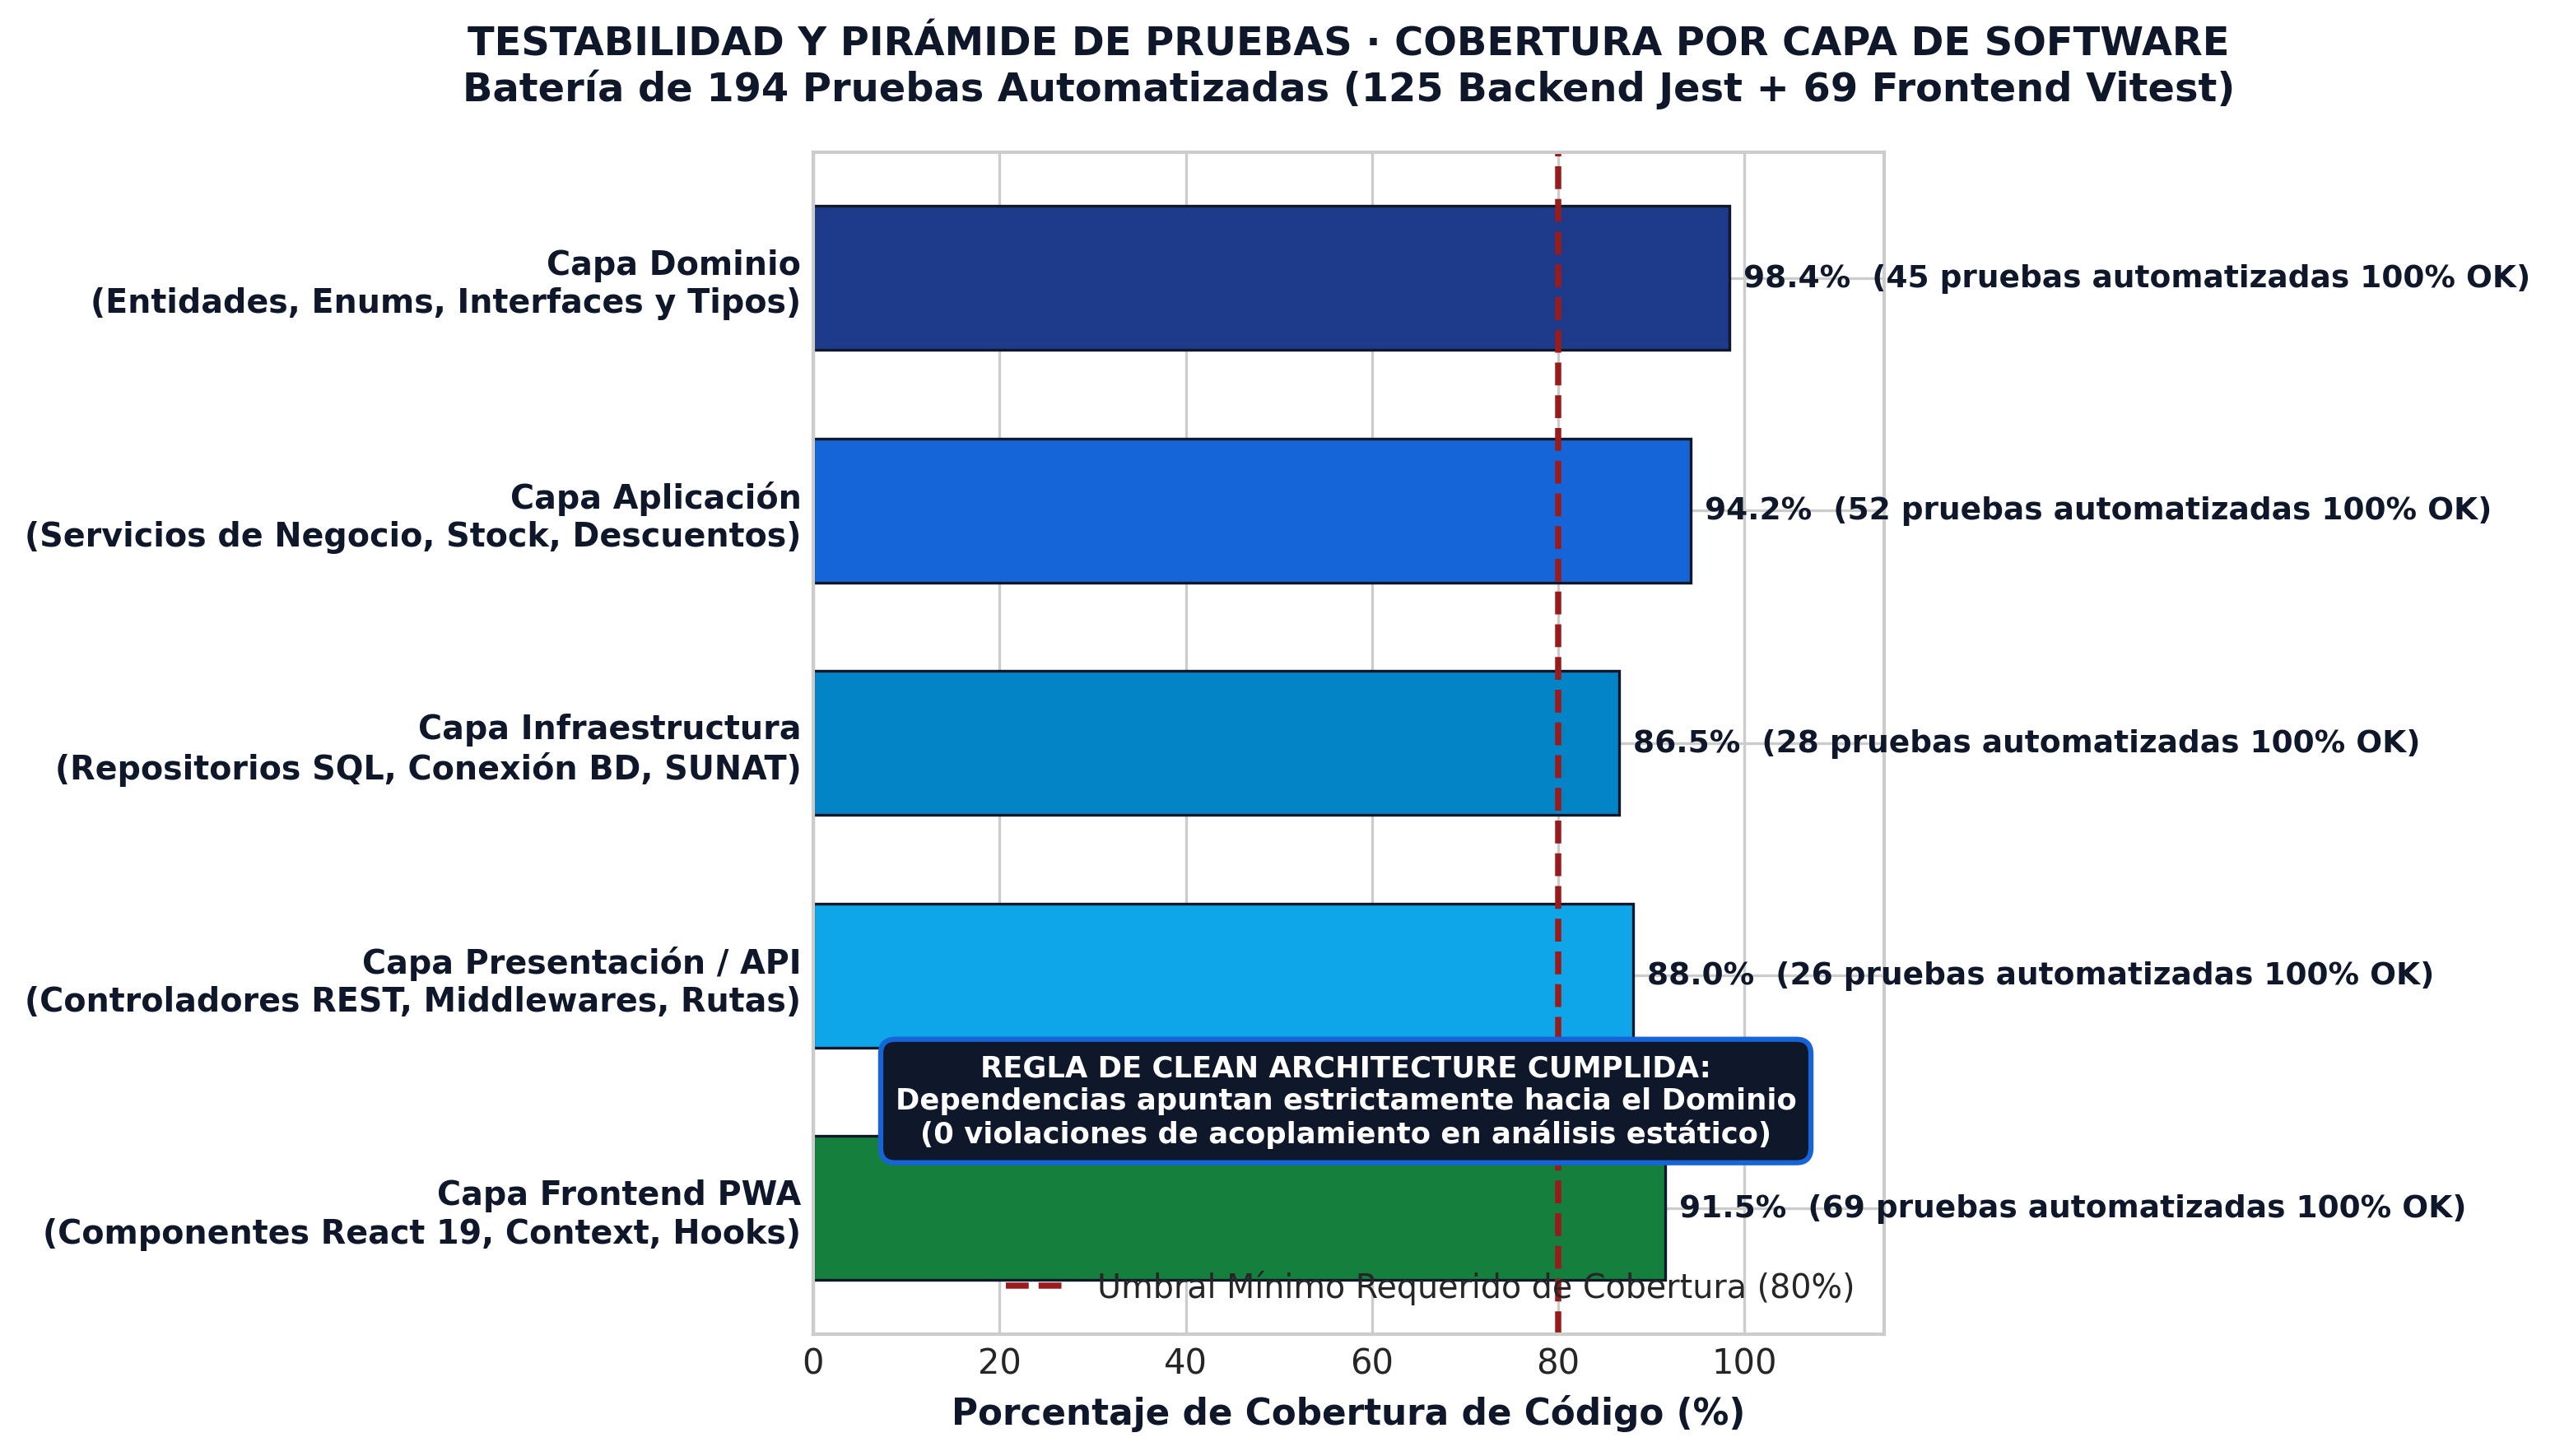 TESTABILIDAD Y PIRÁMIDE DE PRUEBAS · COBERTURA POR CAPA DE SOFTWARE
Batería de 194 Pruebas Automatizadas (125 Backend Jest + 69 Frontend Vitest)
Capa Dominio
(Entidades, Enums, Interfaces y Tipos)
98.4% (45 pruebas automatizadas 100% OK)
Capa Aplicación
(Servicios de Negocio, Stock, Descuentos)
94.2% (52 pruebas automatizadas 100% OK)
Capa Infraestructura
(Repositorios SQL, Conexión BD, SUNAT)
86.5% (28 pruebas automatizadas 100% OK)
Capa Presentación / API
(Controladores REST, Middlewares, Rutas)
88.0% (26 pruebas automatizadas 100% OK)
REGLA DE CLEAN ARCHITECTURE CUMPLIDA:
Dependencias apuntan estrictamente hacia el Dominio
(0 violaciones de acoplamiento en análisis estático)
Capa Frontend PWA
(Componentes React 19, Context, Hooks)
91.5% (69 pruebas automatizadas 100% OK)
Umbral Mínimo Requerido de Cobertura (80%)
0 20 40 60 80 100
Porcentaje de Cobertura de Código (%)